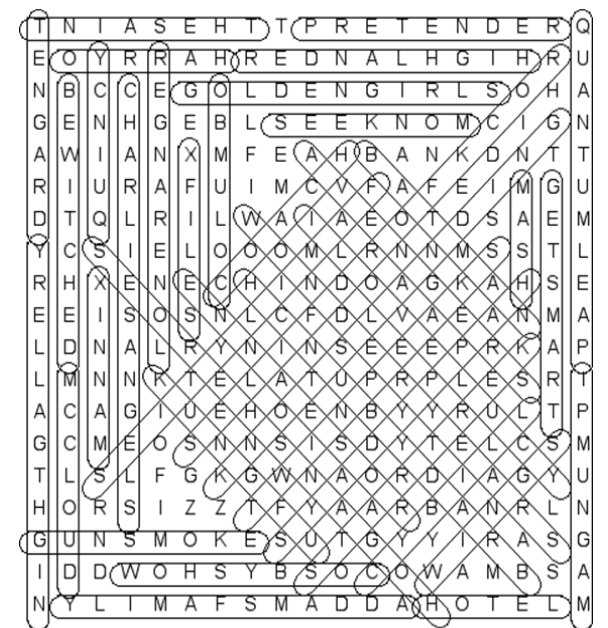 T N I A S E H T T P R E T E N D E R Q
E O Y R R A H R E D N A L H G I H R U
N B C C E G O L D E N G I R L S O H A
G E N H G E B L S E E K N O M C I G N
A W I A N X M F E A H B A N K D N T T
R I U R A F U I M C V F A F E I M G U
D T Q L R I L W A I A E O T D S A E M
Y C S I E L O O O M L R N N M S S T L
R H X E N E C H I N D O A G K A H S E
E E I S O S N L C F D L V A E A N M A
L D N A L R Y N I N S E E E P R K A P
L M N N K T E L A T U P R P L E S R T
A C A G I U E H O E N B Y Y R U L T P
G C M E O S N N S I S D Y T E L C S M
T L S L F G K G W N A O R D I A G Y U
H O R S I Z Z T F Y A A R B A N R L N
G U N S M O K E S U T G Y Y I R A S G
I D D W O H S Y B S O C O W A M B S A
N Y L I M A F S M A D D A H O T E L M